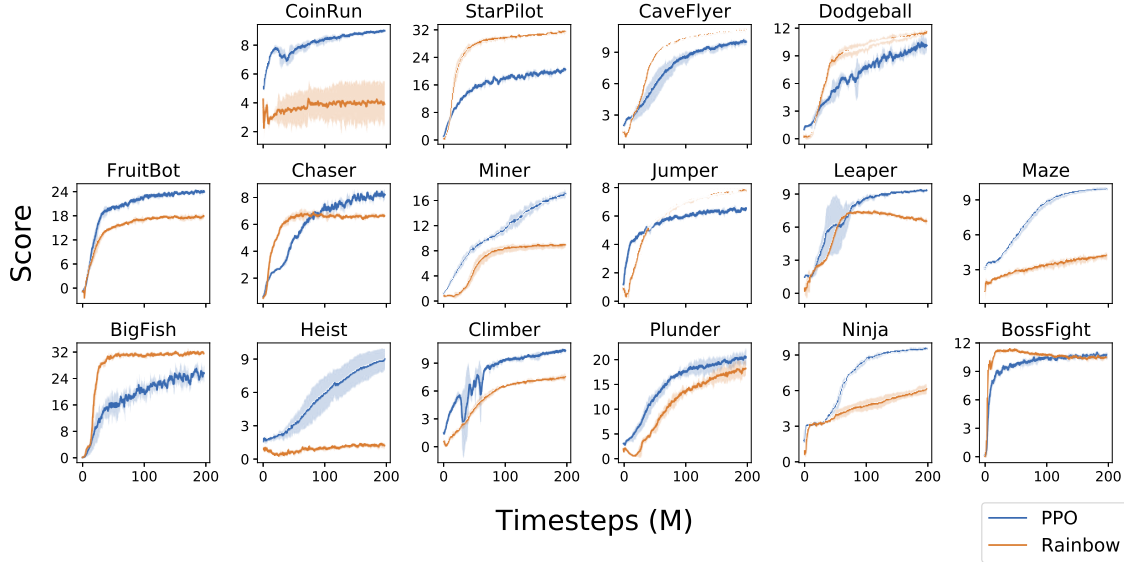 CoinRun StarPilot CaveFlyer Dodgeball
8 6 4 2
32 24 16 8 0
9 6 3
12 9 6 3 0
FruitBot Chaser Miner Jumper Leaper Maze
24 18 12 6 0
8 6 4 2
16 12 8 4 0
8 6 4 2 0
9 6 3 0
9 6 3
Score
BigFish Heist Climber Plunder Ninja BossFight
32 24 16 8 0
9 6 3 0
9 6 3 0
20 15 10 5 0
9 6 3 0
12 9 6 3 0
0 100 200 0 100 200 0 100 200 0 100 200 0 100 200 0 100 200
Timesteps (M)
PPO
Rainbow